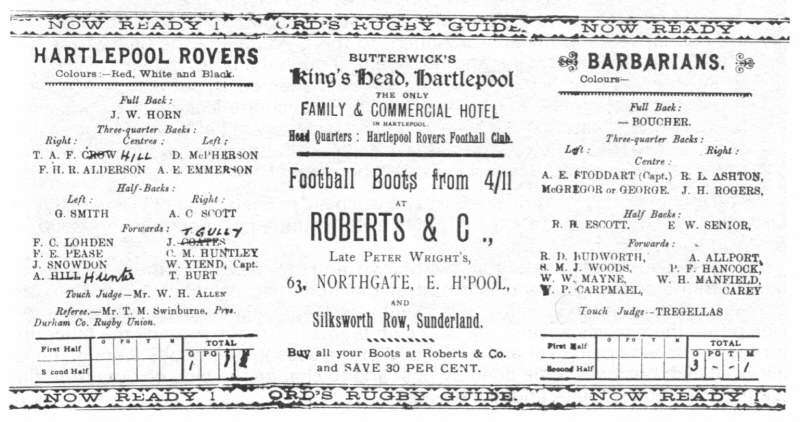 NOW READY !
ORD'S RUGBY GUIDE.
NOW READY
HARTLEPOOL ROVERS
Colours:—Red, White and Black.
Full Back:
J. W. HORN
Three-quarter Backs:
Right: Centres: Left:
T. A. F. CROW HILL D. McPHERSON
F. H. R. ALDERSON A. E. EMMERSON
Half-Backs:
Left: Right:
G. SMITH A. C SCOTT
Forwards: T. GULLY
F. C. LOHDEN J. COATES
F. E. PEASE C. M. HUNTLEY
J. SNOWDON W. YIEND, Capt.
A. HILL T. BURT
Touch Judge—Mr. W. H. ALLEN
Referee.—Mr. T. M. Swinburne, Pres.
Durham Co. Rugby Union.
G PG T M TOTAL
First Half G PG T M
Second Half 1
BUTTERWICK'S
King's Head, Hartlepool
THE ONLY
FAMILY & COMMERCIAL HOTEL
IN HARTLEPOOL.
Head Quarters: Hartlepool Rovers Football Club.
Football Boots from 4/11
AT
ROBERTS & C .,
Late PETER WRIGHT'S,
63, NORTHGATE, E. H'POOL,
AND
Silksworth Row, Sunderland.
Buy all your Boots at Roberts & Co.
and SAVE 30 PER CENT.
BARBARIANS.
Colours—
Full Back:
— BOUCHER.
Three-quarter Backs:
Left: Right:
Centre:
A. E. STODDART (Capt.) R. L. ASHTON,
McGREGOR or GEORGE. J. H. ROGERS,
Half Backs:
R. B. ESCOTT. E W. SENIOR,
Forwards:
R. D. BUDWORTH, A. ALLPORT,
S. M. J. WOODS, P. F. HANCOCK,
W. W. MAYNE, W. H. MANFIELD,
W. P. CARPMAEL, CAREY
Touch Judge—TREGELLAS
G PG T M TOTAL
First Half G PG T M
Second Half 3 - - 1
NOW READY !
ORD'S RUGBY GUIDE.
NOW READY !